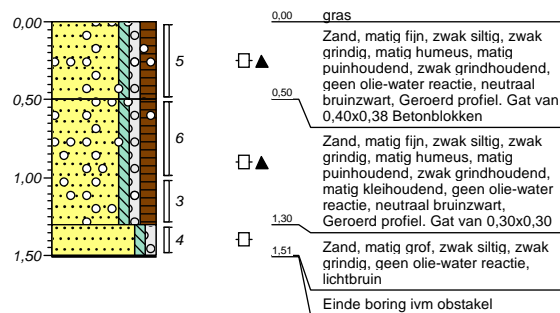 0,00
0,50
1,00
1,50
5
6
3
4
0,00 gras
Zand, matig fijn, zwak siltig, zwak
grindig, matig humeus, matig
puinhoudend, zwak grindhoudend,
geen olie-water reactie, neutraal
bruinzwart, Geroerd profiel. Gat van
0,40x0,38 Betonblokken
0,50
Zand, matig fijn, zwak siltig, zwak
grindig, matig humeus, matig
puinhoudend, zwak grindhoudend,
matig kleihoudend, geen olie-water
reactie, neutraal bruinzwart,
Geroerd profiel. Gat van 0,30x0,30
1,30
Zand, matig grof, zwak siltig, zwak
grindig, geen olie-water reactie,
lichtbruin
1,51
Einde boring ivm obstakel